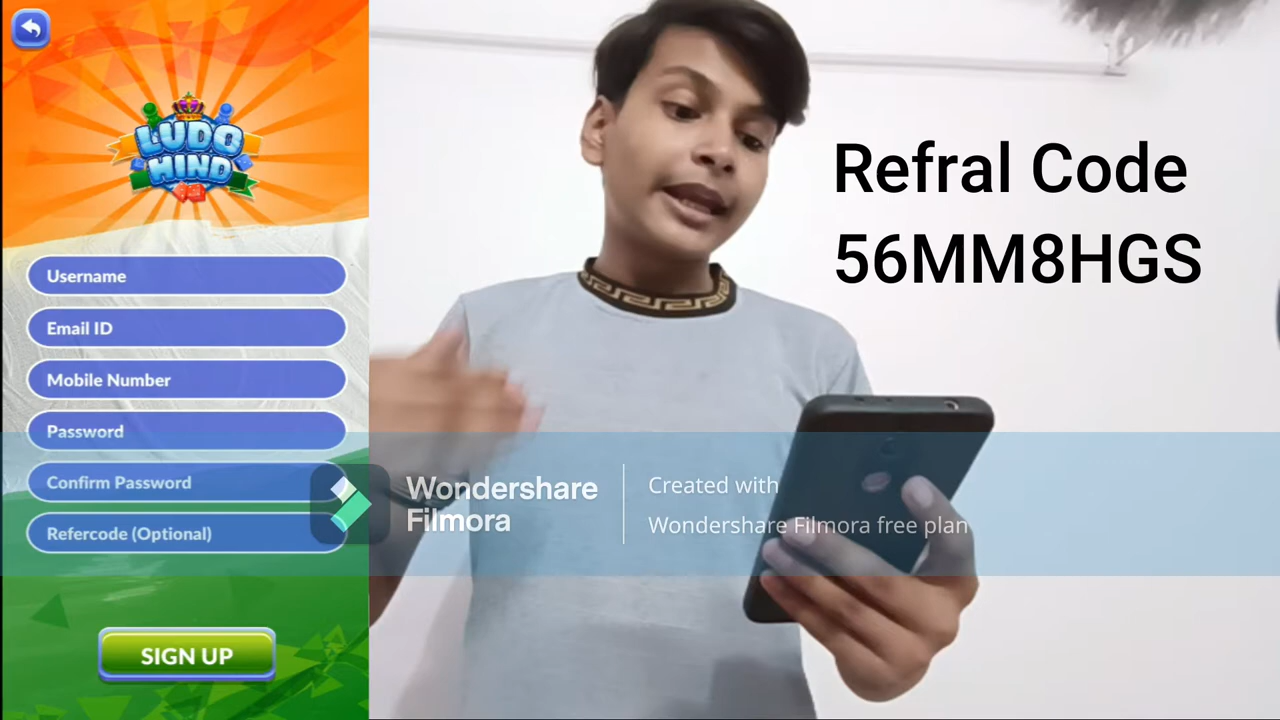 LUDO
HIND
Username
Email ID
Mobile Number
Password
Confirm Password
Refercode (Optional)
SIGN UP
Refral Code
56MM8HGS
Wondershare
Filmora
Created with
Wondershare Filmora free plan